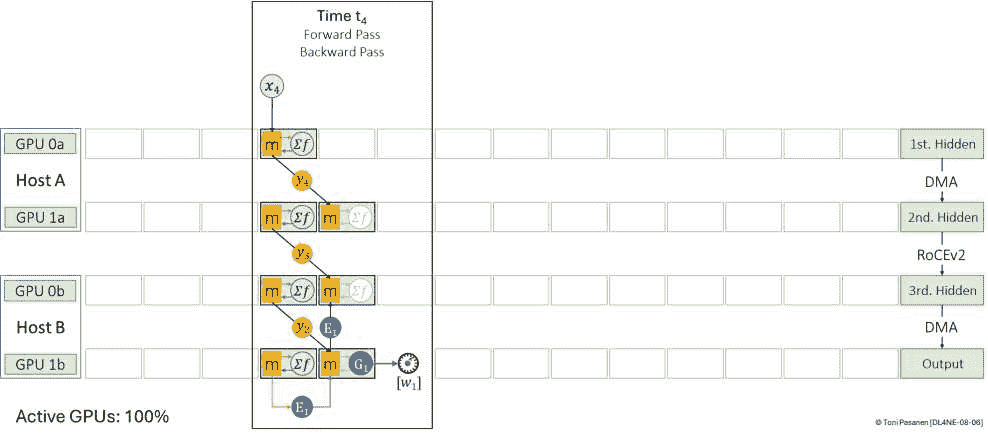 Time t₄
Forward Pass
Backward Pass
x₄
GPU 0a
m Σf
1st. Hidden
Host A
y₄
DMA
GPU 1a
m Σf m Σf
2nd. Hidden
y₃
RoCEv2
GPU 0b
m Σf m Σf
3rd. Hidden
Host B
y₂ E₁
DMA
GPU 1b
m Σf m G₁
Output
[w₁]
E₁
Active GPUs: 100%
© Toni Pasanen [DL4NE-08-06]